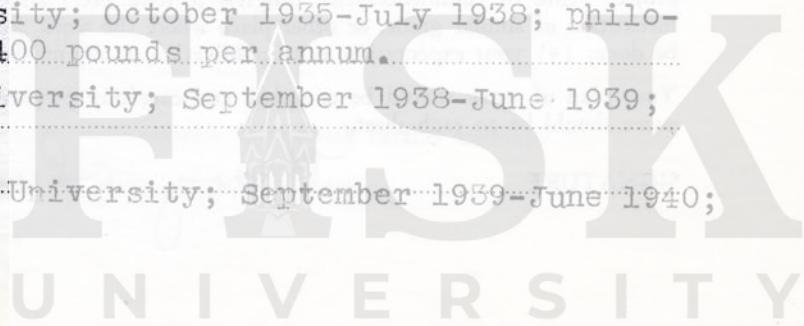 sity; October 1935-July 1938; philo-
400 pounds per annum.
versity; September 1938-June 1939;
University; September 1939-June 1940;
FISK
UNIVERSITY